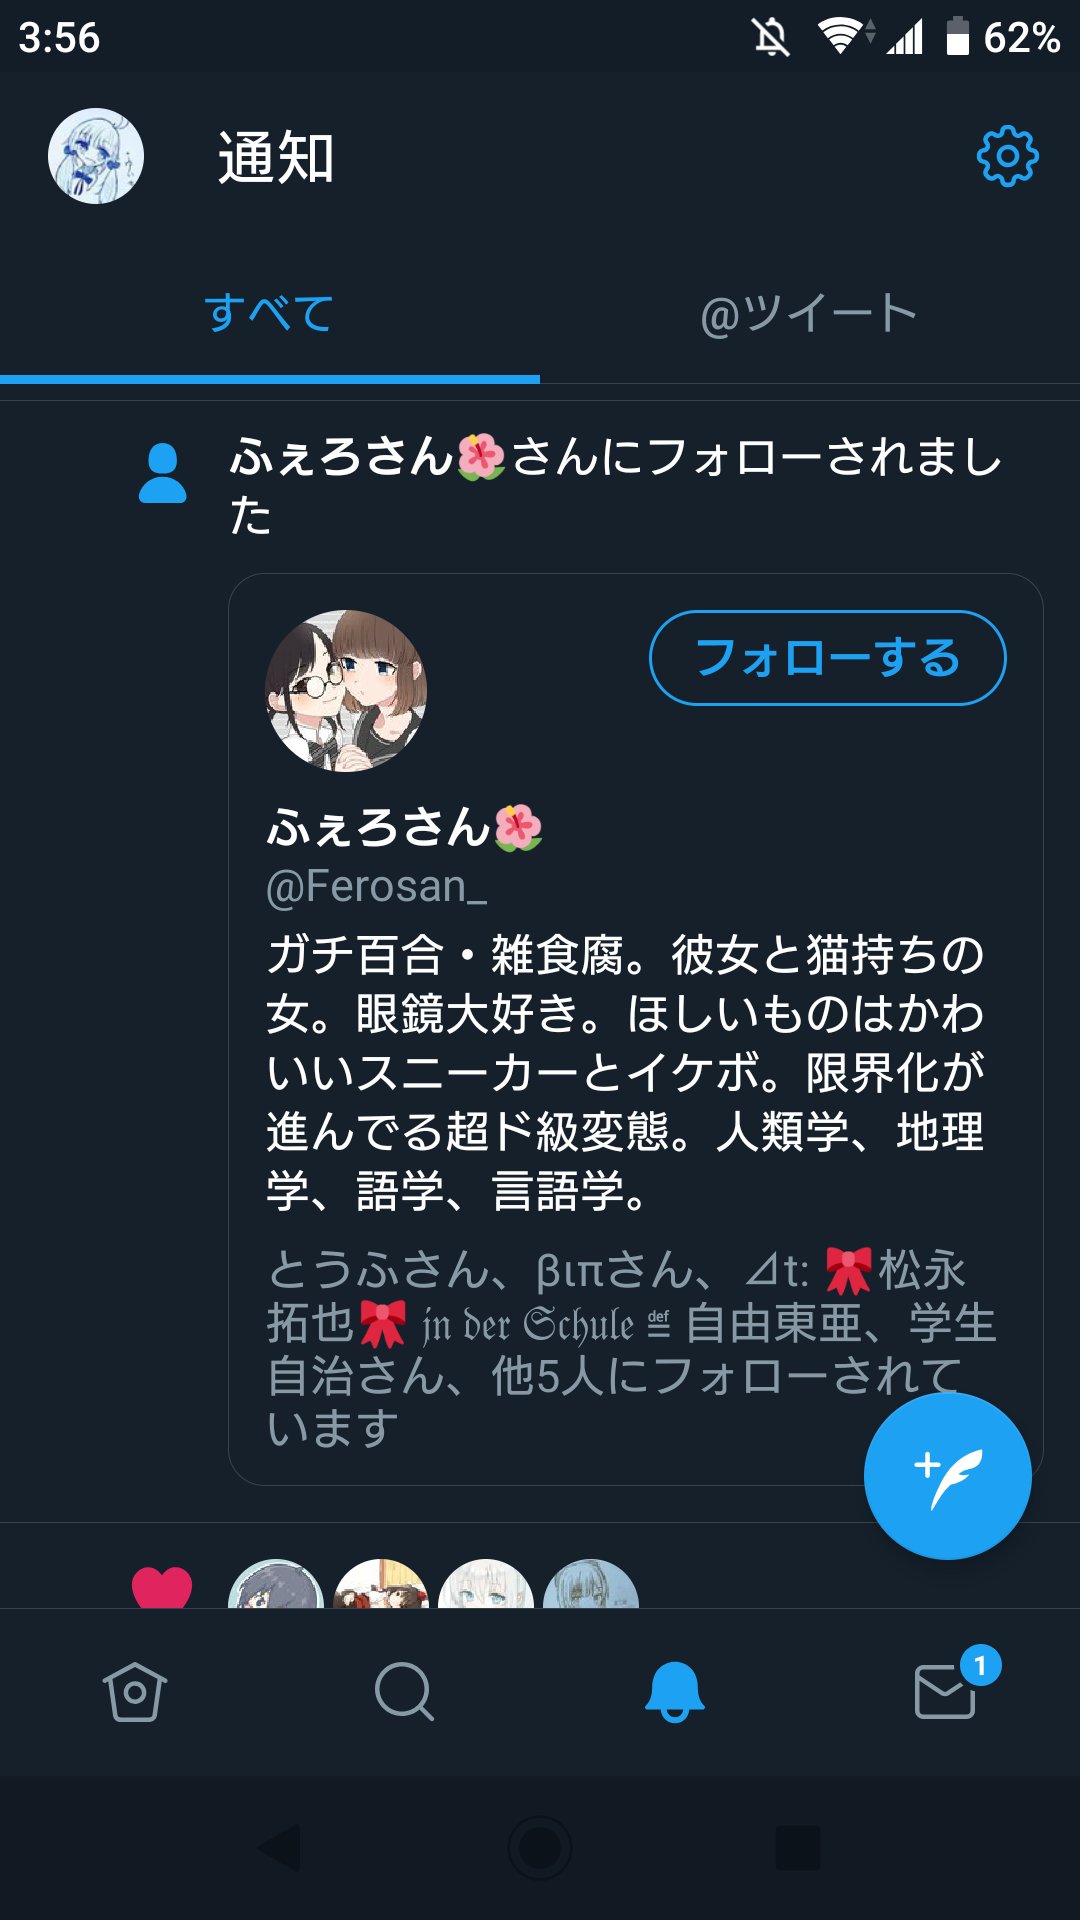 3:56
62%
通知
すべて
@ツイート
ふぇろさん🌺さんにフォローされまし
た
フォローする
ふぇろさん🌺
@Ferosan_
ガチ百合・雑食腐。彼女と猫持ちの
女。眼鏡大好き。ほしいものはかわ
いいスニーカーとイケボ。限界化が
進んでる超ド級変態。人類学、地理
学、語学、言語学。
とうふさん、βιπさん、⊿t: 🎀松永
拓也🎀 𝔧𝔫 𝔡𝔢𝔯 𝔖𝔠𝔥𝔲𝔩𝔢 ≝ 自由東亜、学生
自治さん、他5人にフォローされて
います
1